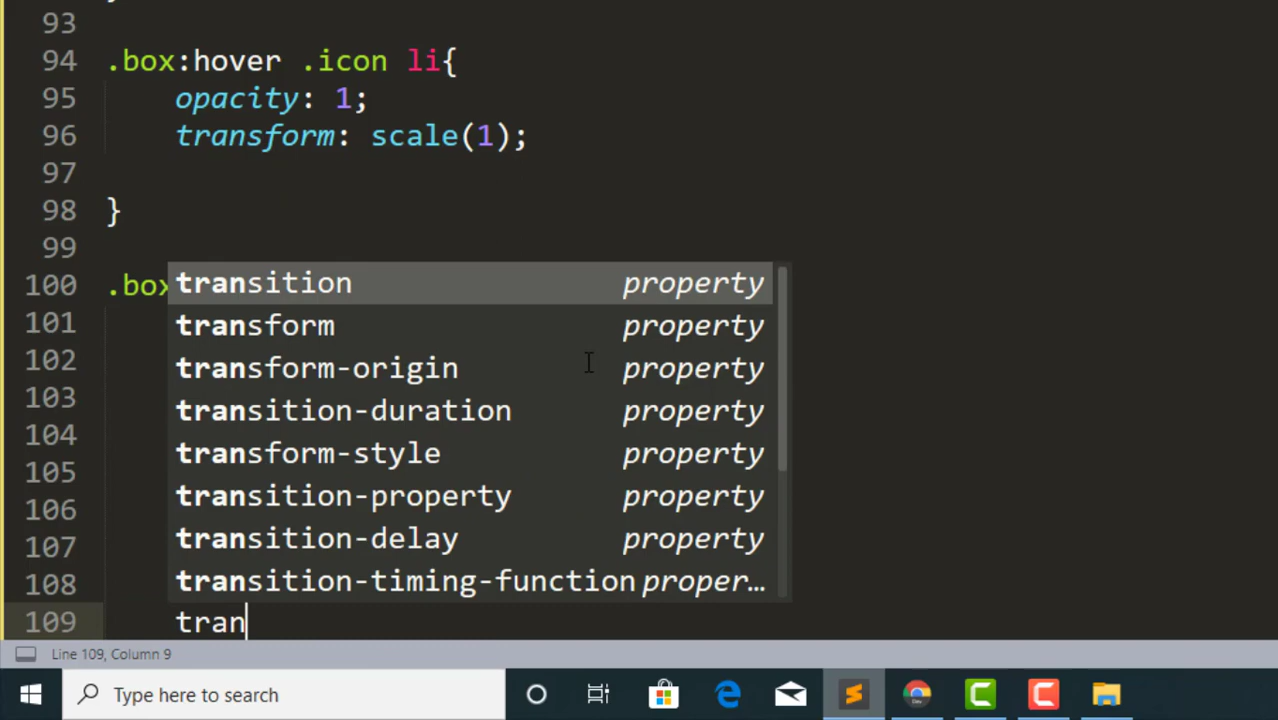 93
94 .box:hover .icon li{
95 opacity: 1;
96 transform: scale(1);
97
98 }
99
100 .box
transition property
101
transform property
102
transform-origin property
103
transition-duration property
104
transform-style property
105
transition-property property
106
transition-delay property
107
transition-timing-function proper…
108
109 tran
Line 109, Column 9
Type here to search